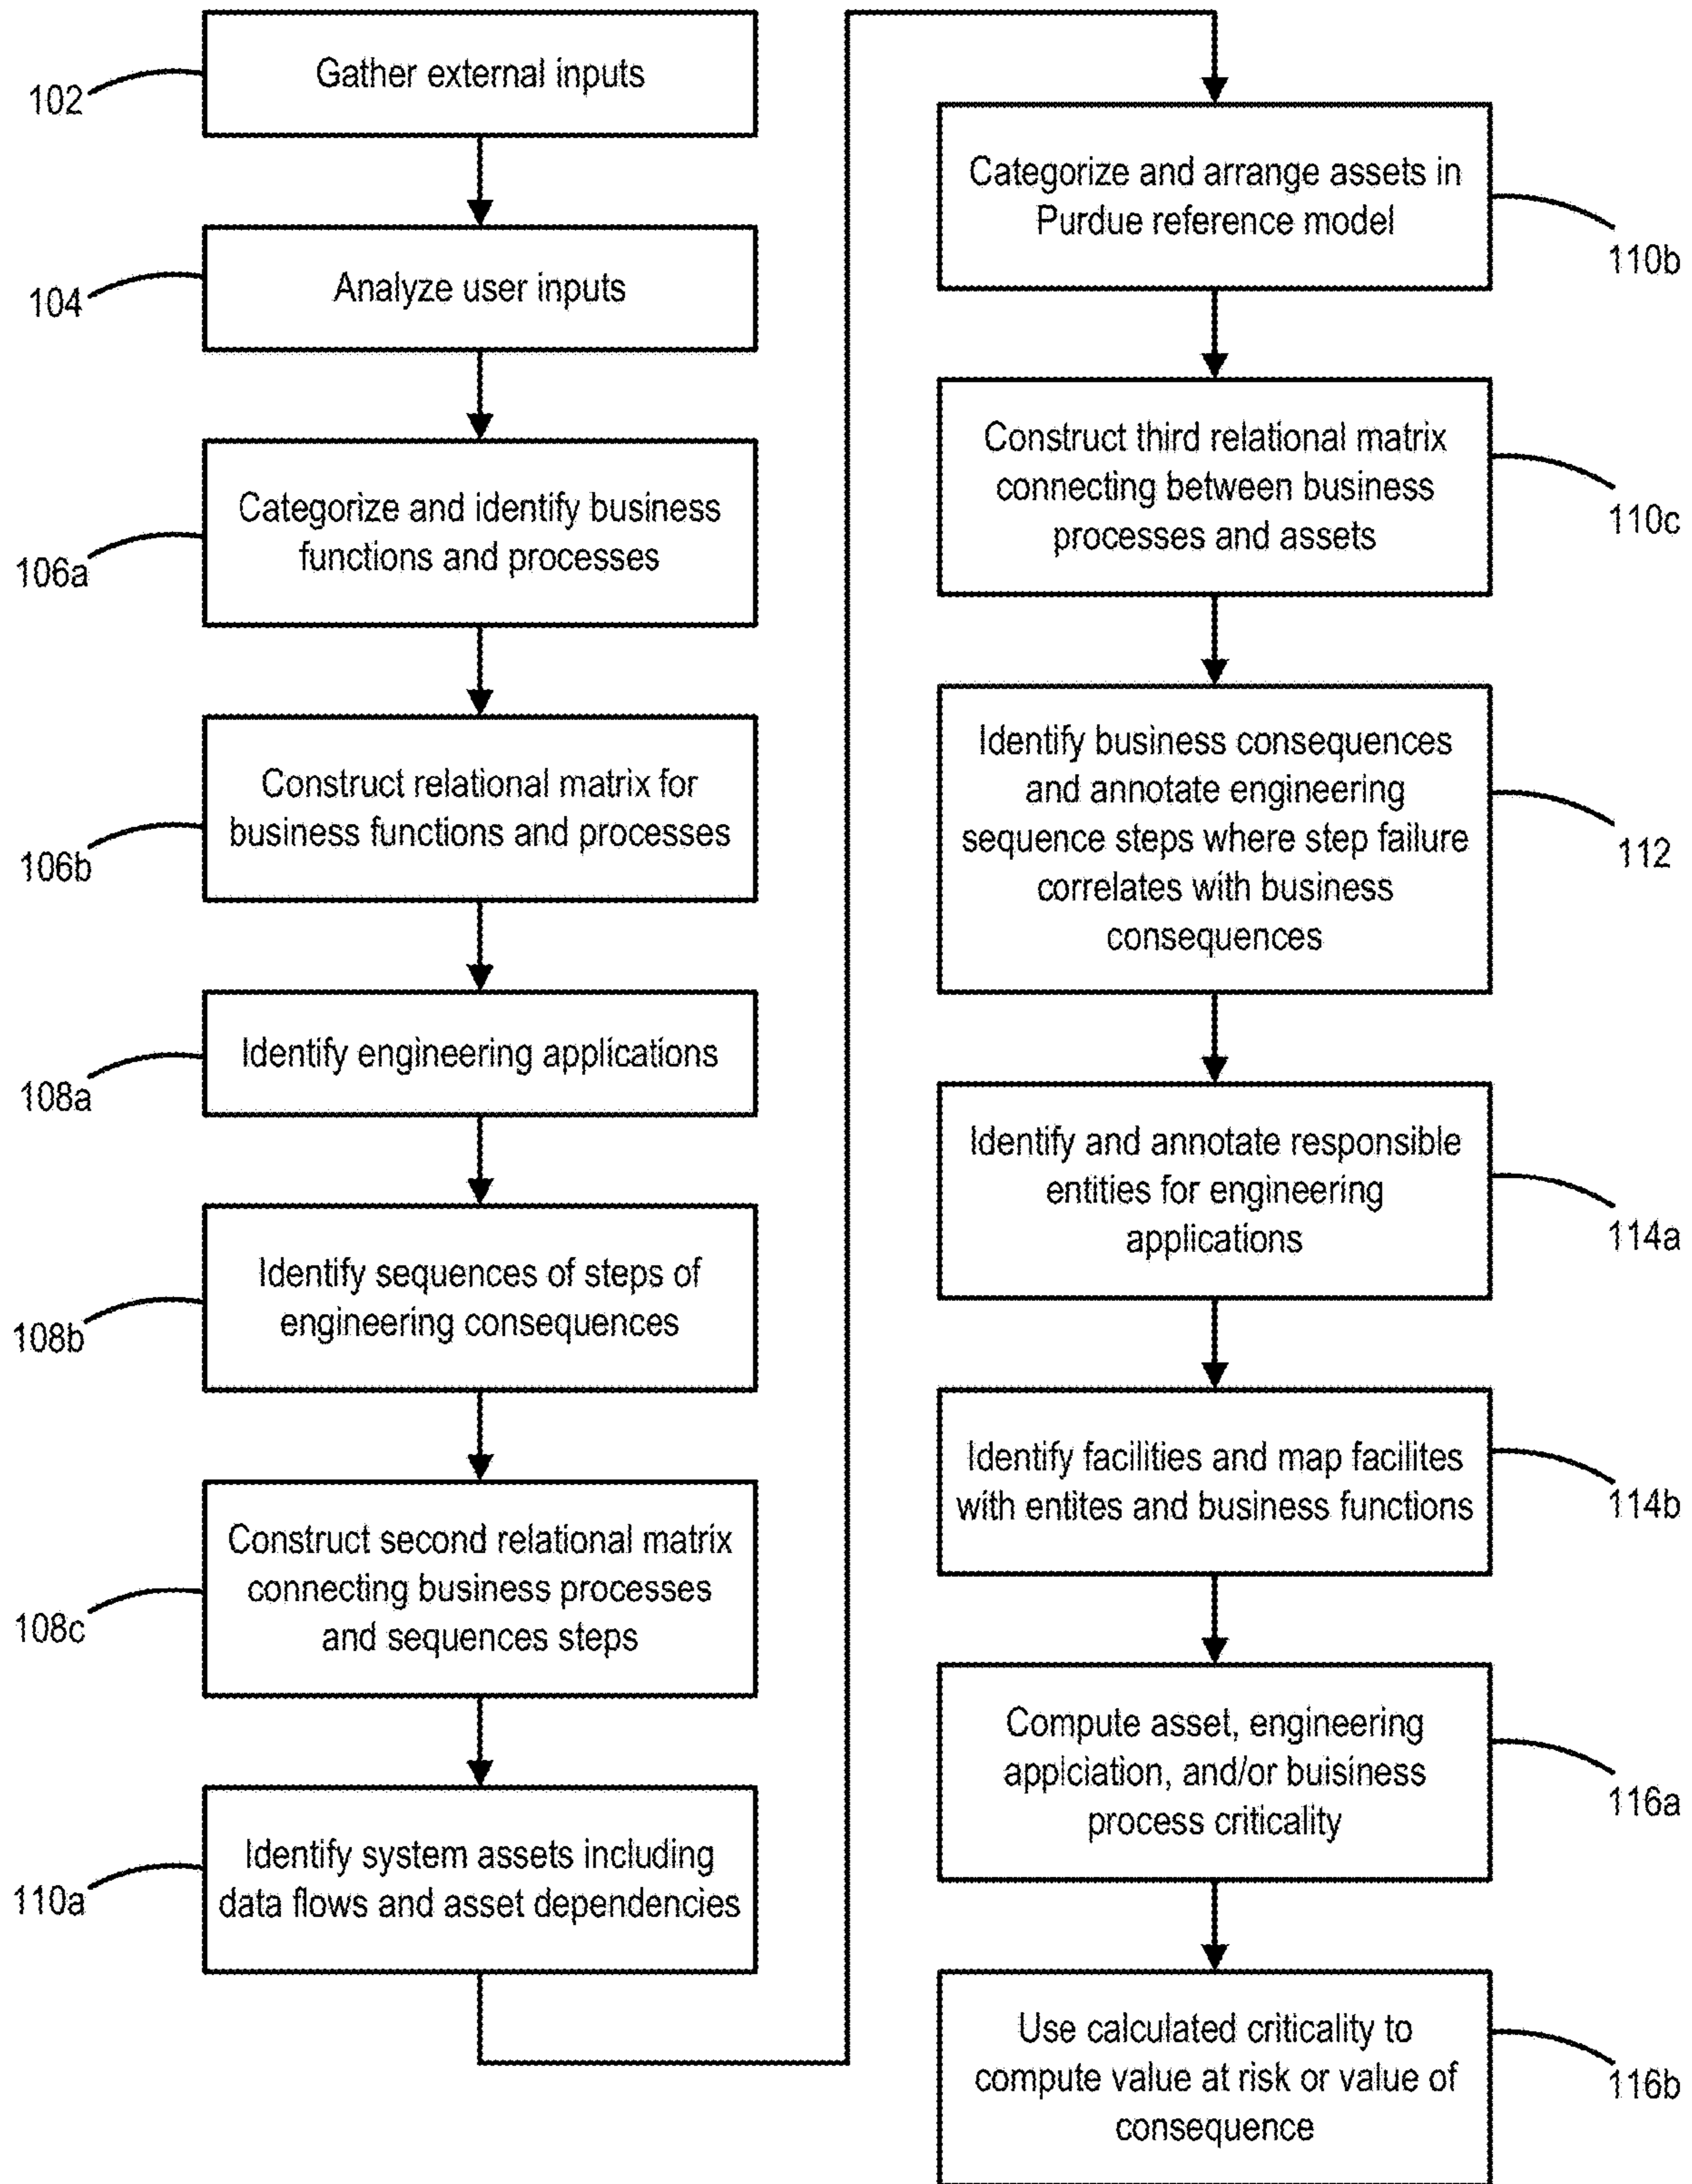 Gather external inputs
102
Analyze user inputs
104
Categorize and identify business
functions and processes
106a
Construct relational matrix for
business functions and processes
106b
Identify engineering applications
108a
Identify sequences of steps of
engineering consequences
108b
Construct second relational matrix
connecting business processes
and sequences steps
108c
Identify system assets including
data flows and asset dependencies
110a
Categorize and arrange assets in
Purdue reference model
110b
Construct third relational matrix
connecting between business
processes and assets
110c
Identify business consequences
and annotate engineering
sequence steps where step failure
correlates with business
consequences
112
Identify and annotate responsible
entities for engineering
applications
114a
Identify facilities and map facilites
with entites and business functions
114b
Compute asset, engineering
appiciation, and/or buisiness
process criticality
116a
Use calculated criticality to
compute value at risk or value of
consequence
116b